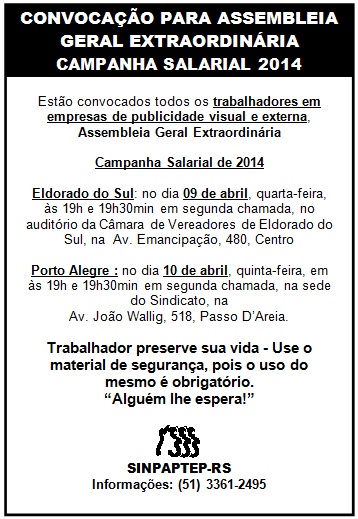 CONVOCAÇÃO PARA ASSEMBLEIA
GERAL EXTRAORDINÁRIA
CAMPANHA SALARIAL 2014
Estão convocados todos os trabalhadores em
empresas de publicidade visual e externa,
Assembleia Geral Extraordinária
Campanha Salarial de 2014
Eldorado do Sul: no dia 09 de abril, quarta-feira,
às 19h e 19h30min em segunda chamada, no
auditório da Câmara de Vereadores de Eldorado do
Sul, na Av. Emancipação, 480, Centro
Porto Alegre : no dia 10 de abril, quinta-feira, em
às 19h e 19h30min em segunda chamada, na sede
do Sindicato, na
Av. João Wallig, 518, Passo D’Areia.
Trabalhador preserve sua vida - Use o
material de segurança, pois o uso do
mesmo é obrigatório.
“Alguém lhe espera!”
SINPAPTEP-RS
Informações: (51) 3361-2495